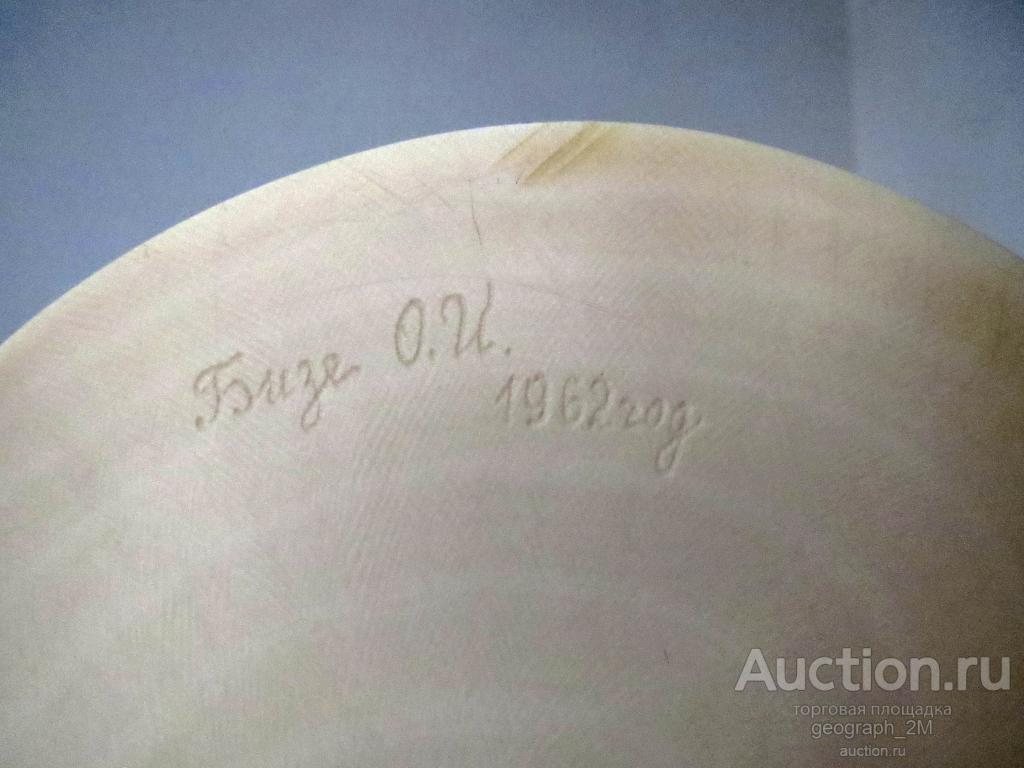 Бизе О.И.
1962 год
Auction.ru
торговая площадка
geograph_2M
auction.ru